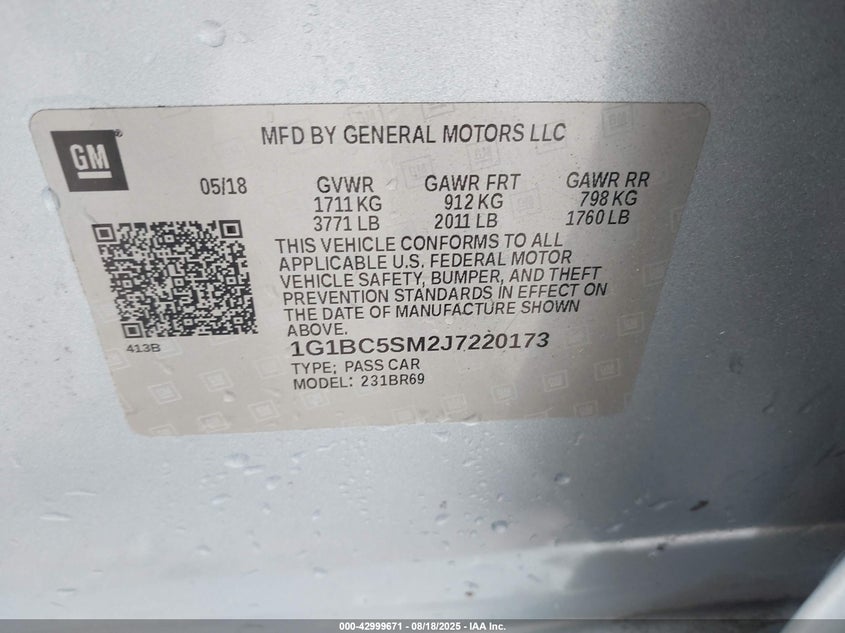 GM
MFD BY GENERAL MOTORS LLC
05/18 GVWR GAWR FRT GAWR RR
1711 KG 912 KG 798 KG
3771 LB 2011 LB 1760 LB
THIS VEHICLE CONFORMS TO ALL
APPLICABLE U.S. FEDERAL MOTOR
VEHICLE SAFETY, BUMPER, AND THEFT
PREVENTION STANDARDS IN EFFECT ON
THE DATE OF MANUFACTURE SHOWN
ABOVE.
413B
1G1BC5SM2J7220173
TYPE: PASS CAR
MODEL: 231BR69
000-42999671 | 08/18/2025 - IAA Inc.